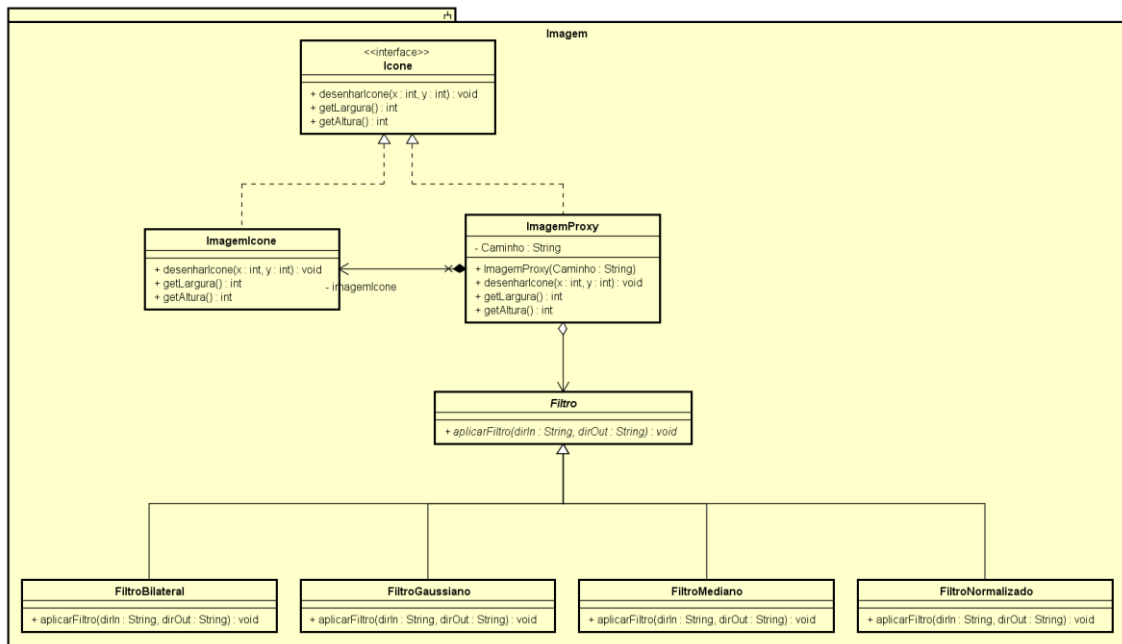 Imagem
<<interface>>
Icone
+ desenharIcone(x : int, y : int) : void
+ getLargura() : int
+ getAltura() : int
ImagemIcone
+ desenharIcone(x : int, y : int) : void
+ getLargura() : int
+ getAltura() : int
- imagemIcone
ImagemProxy
- Caminho : String
+ ImagemProxy(Caminho : String)
+ desenharIcone(x : int, y : int) : void
+ getLargura() : int
+ getAltura() : int
Filtro
+ aplicarFiltro(dirIn : String, dirOut : String) : void
FiltroBilateral
+ aplicarFiltro(dirIn : String, dirOut : String) : void
FiltroGaussiano
+ aplicarFiltro(dirIn : String, dirOut : String) : void
FiltroMediano
+ aplicarFiltro(dirIn : String, dirOut : String) : void
FiltroNormalizado
+ aplicarFiltro(dirIn : String, dirOut : String) : void